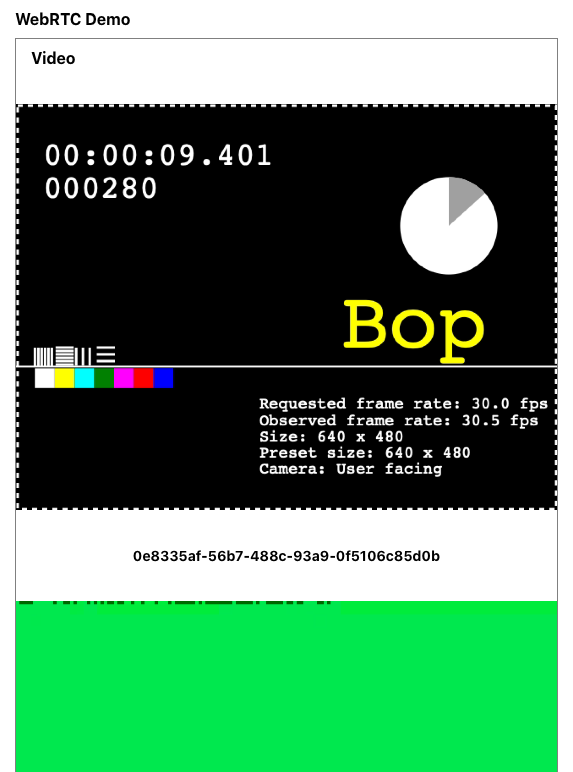 WebRTC Demo
Video
00:00:09.401
000280
Bop
Requested frame rate: 30.0 fps
Observed frame rate: 30.5 fps
Size: 640 x 480
Preset size: 640 x 480
Camera: User facing
0e8335af-56b7-488c-93a9-0f5106c85d0b